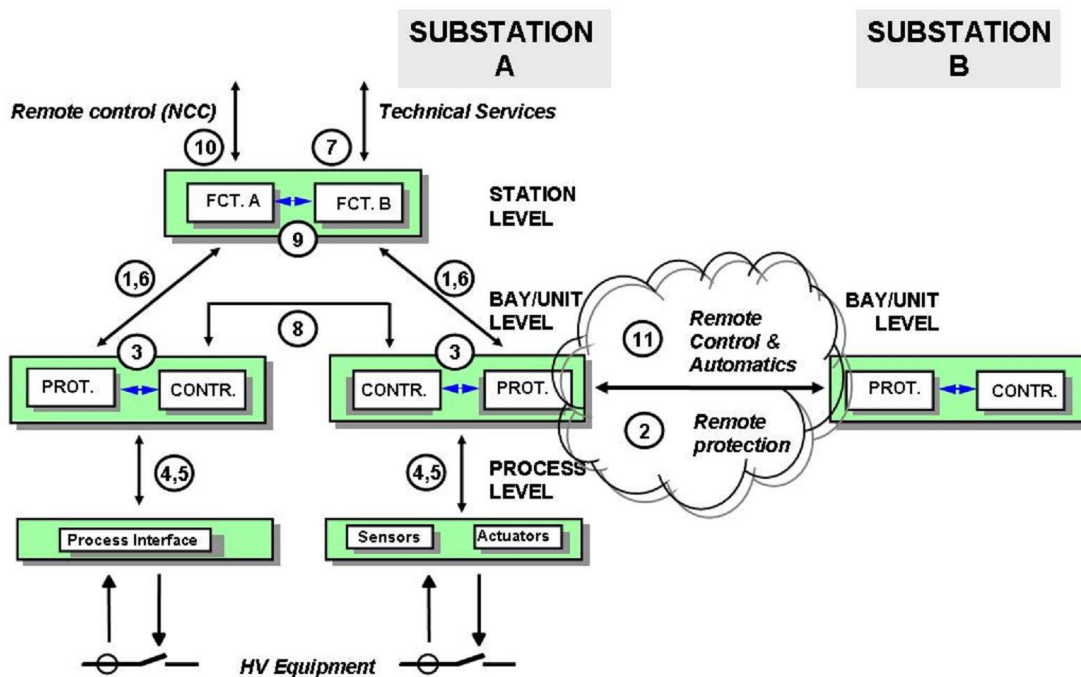 SUBSTATION
A
SUBSTATION
B
Remote control (NCC)
Technical Services
10
7
FCT. A
FCT. B
STATION
LEVEL
9
1,6
1,6
BAY/UNIT
LEVEL
BAY/UNIT
LEVEL
8
11
Remote
Control &
Automatics
3
3
PROT.
CONTR.
CONTR.
PROT.
PROT.
CONTR.
2
Remote
protection
4,5
4,5
PROCESS
LEVEL
Process Interface
Sensors
Actuators
HV Equipment